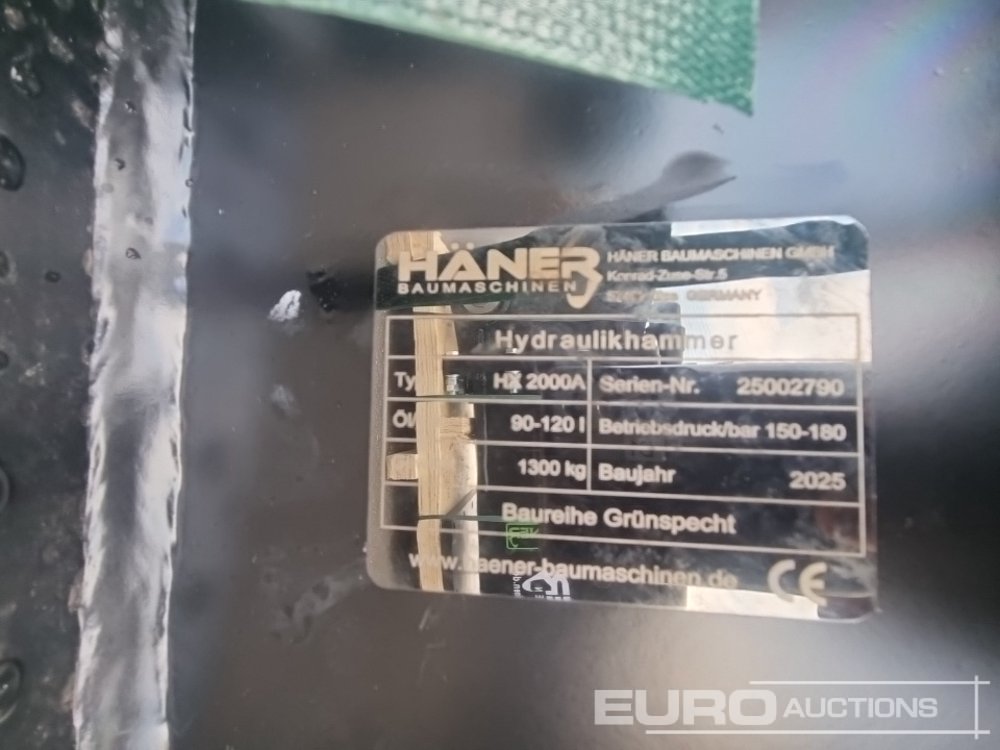 HÄNER
BAUMASCHINEN
HÄNER BAUMASCHINEN GMBH
Konrad-Zuse-Str.5
GERMANY
Hydraulikhammer
HX 2000A Serien-Nr. 25002790
90-120 l Betriebsdruck/bar 150-180
1300 kg Baujahr 2025
Baureihe Grünspecht
www.haener-baumaschinen.de CE
EURO AUCTIONS